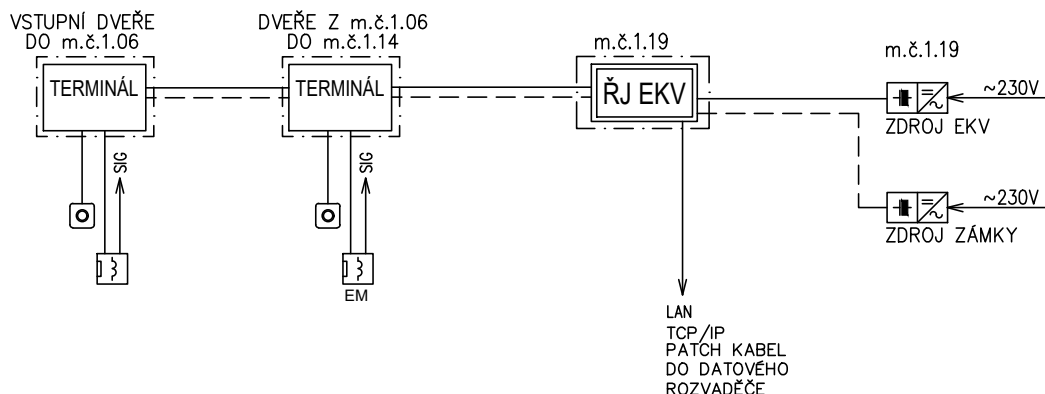 VSTUPNÍ DVEŘE
DO m.č.1.06
DVEŘE Z m.č.1.06
DO m.č.1.14
m.č.1.19
m.č.1.19
TERMINÁL
TERMINÁL
ŘJ EKV
~230V
ZDROJ EKV
SIG
SIG
~230V
ZDROJ ZÁMKY
EM
LAN
TCP/IP
PATCH KABEL
DO DATOVÉHO
ROZVADĚČE